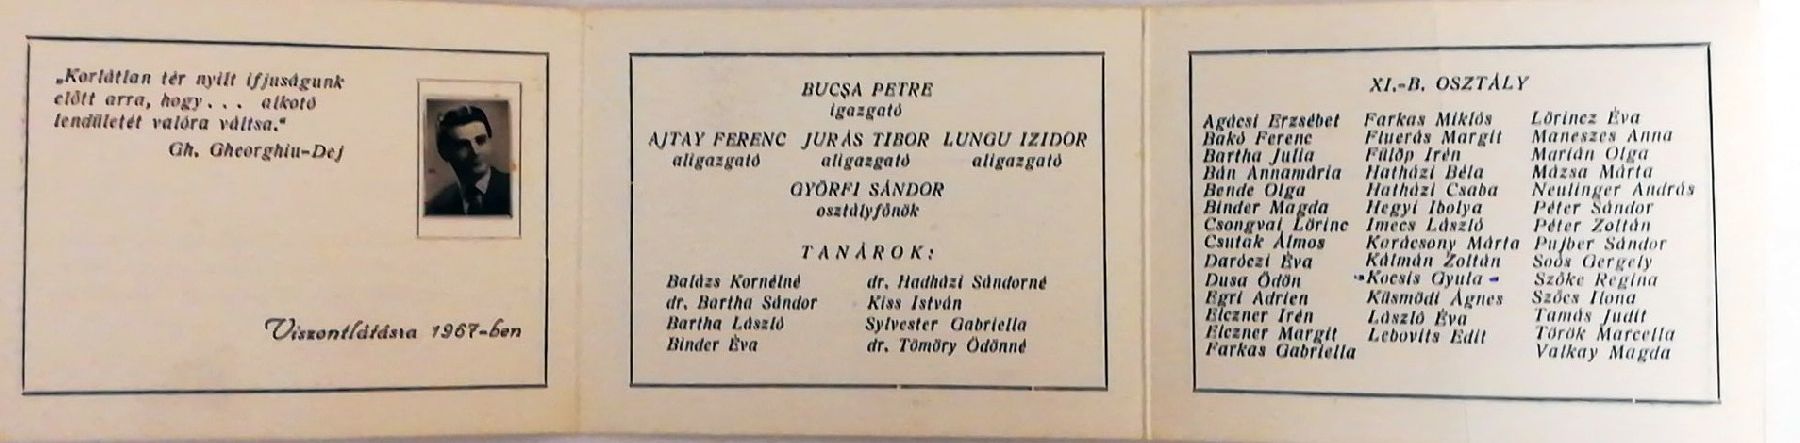 „Korlátlan tér nyílt ifjuságunk
előtt arra, hogy... alkotó
lendületét valóra váltsa."
Gh. Gheorghiu-Dej
Viszontlátásra 1967-ben
BUCȘA PETRE
igazgató
AJTAY FERENC JURÁS TIBOR LUNGU IZIDOR
aligazgató aligazgató aligazgató
GYÖRFI SÁNDOR
osztályfőnök
TANÁROK:
Balázs Kornélné dr. Hadházi Sándorné
dr. Bartha Sándor Kiss István
Bartha László Sylvester Gabriella
Binder Éva dr. Tömöry Ödönné
XI.-B. OSZTÁLY
Agácsi Erzsébet
Bakó Ferenc
Bartha Julia
Bán Annamária
Bende Olga
Binder Magda
Csongvai Lőrinc
Csutak Álmos
Daróczi Éva
Dusa Ödön
Egri Adrien
Elczner Irén
Elczner Margit
Farkas Gabriella
Farkas Miklós
Fluerás Margit
Fülöp Irén
Hatházi Béla
Hatházi Csaba
Hegyi Ibolya
Imecs László
Karácsony Márta
Kálmán Zoltán
Kocsis Gyula
Küsmödi Ágnes
László Éva
Lebovits Edit
Lőrincz Éva
Maneszes Anna
Marián Olga
Mázsa Márta
Neulinger András
Péter Sándor
Péter Zoltán
Pujber Sándor
Soós Gergely
Szőke Regina
Szőcs Ilona
Tamás Judit
Török Marcella
Valkay Magda